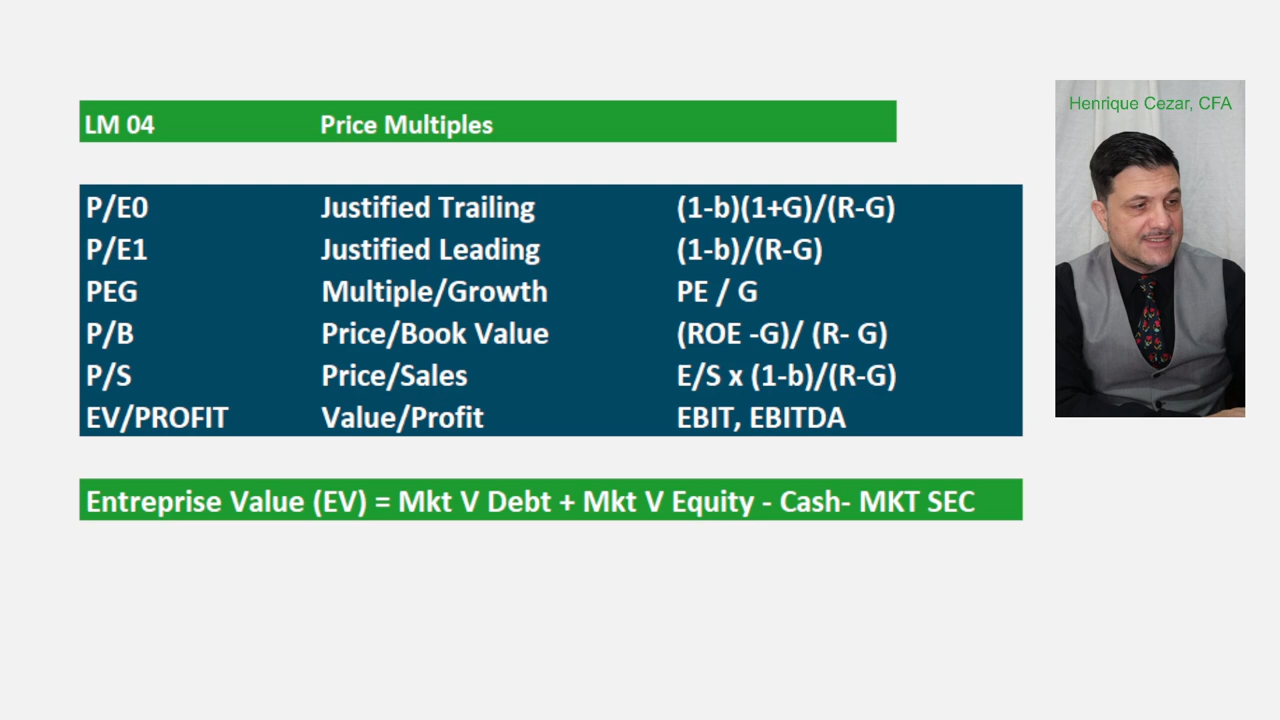 LM 04 Price Multiples
Henrique Cezar, CFA
P/E0 Justified Trailing (1-b)(1+G)/(R-G)
P/E1 Justified Leading (1-b)/(R-G)
PEG Multiple/Growth PE / G
P/B Price/Book Value (ROE -G)/ (R- G)
P/S Price/Sales E/S x (1-b)/(R-G)
EV/PROFIT Value/Profit EBIT, EBITDA
Entreprise Value (EV) = Mkt V Debt + Mkt V Equity - Cash- MKT SEC